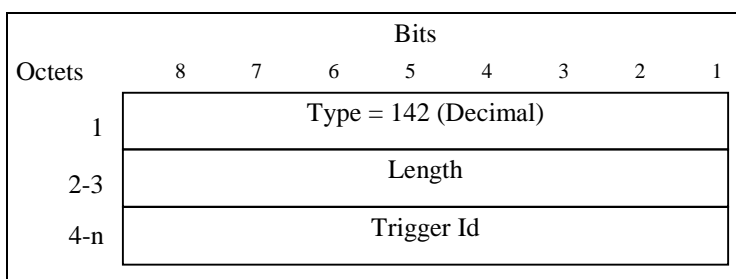 Bits
Octets 8 7 6 5 4 3 2 1
1 Type = 142 (Decimal)
2-3 Length
4-n Trigger Id